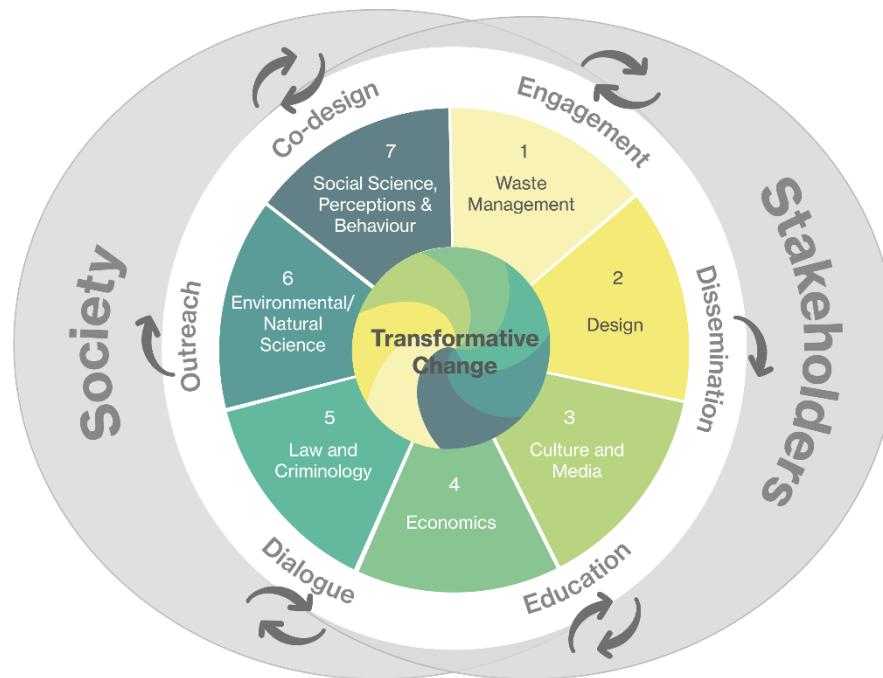 Co-design
Engagement
Dissemination
Education
Dialogue
Outreach
Society
Stakeholders
1
Waste
Management
2
Design
3
Culture and
Media
4
Economics
5
Law and
Criminology
6
Environmental/
Natural
Science
7
Social Science,
Perceptions &
Behaviour
Transformative
Change